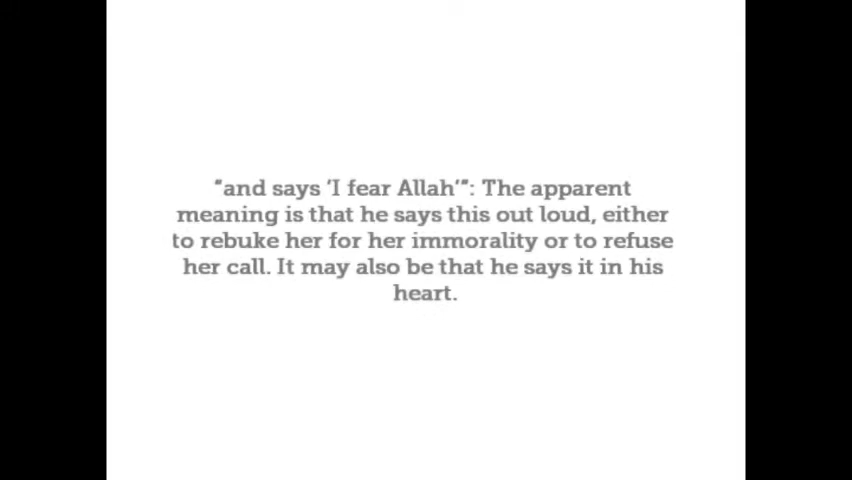 "and says 'I fear Allah'": The apparent
meaning is that he says this out loud, either
to rebuke her for her immorality or to refuse
her call. It may also be that he says it in his
heart.